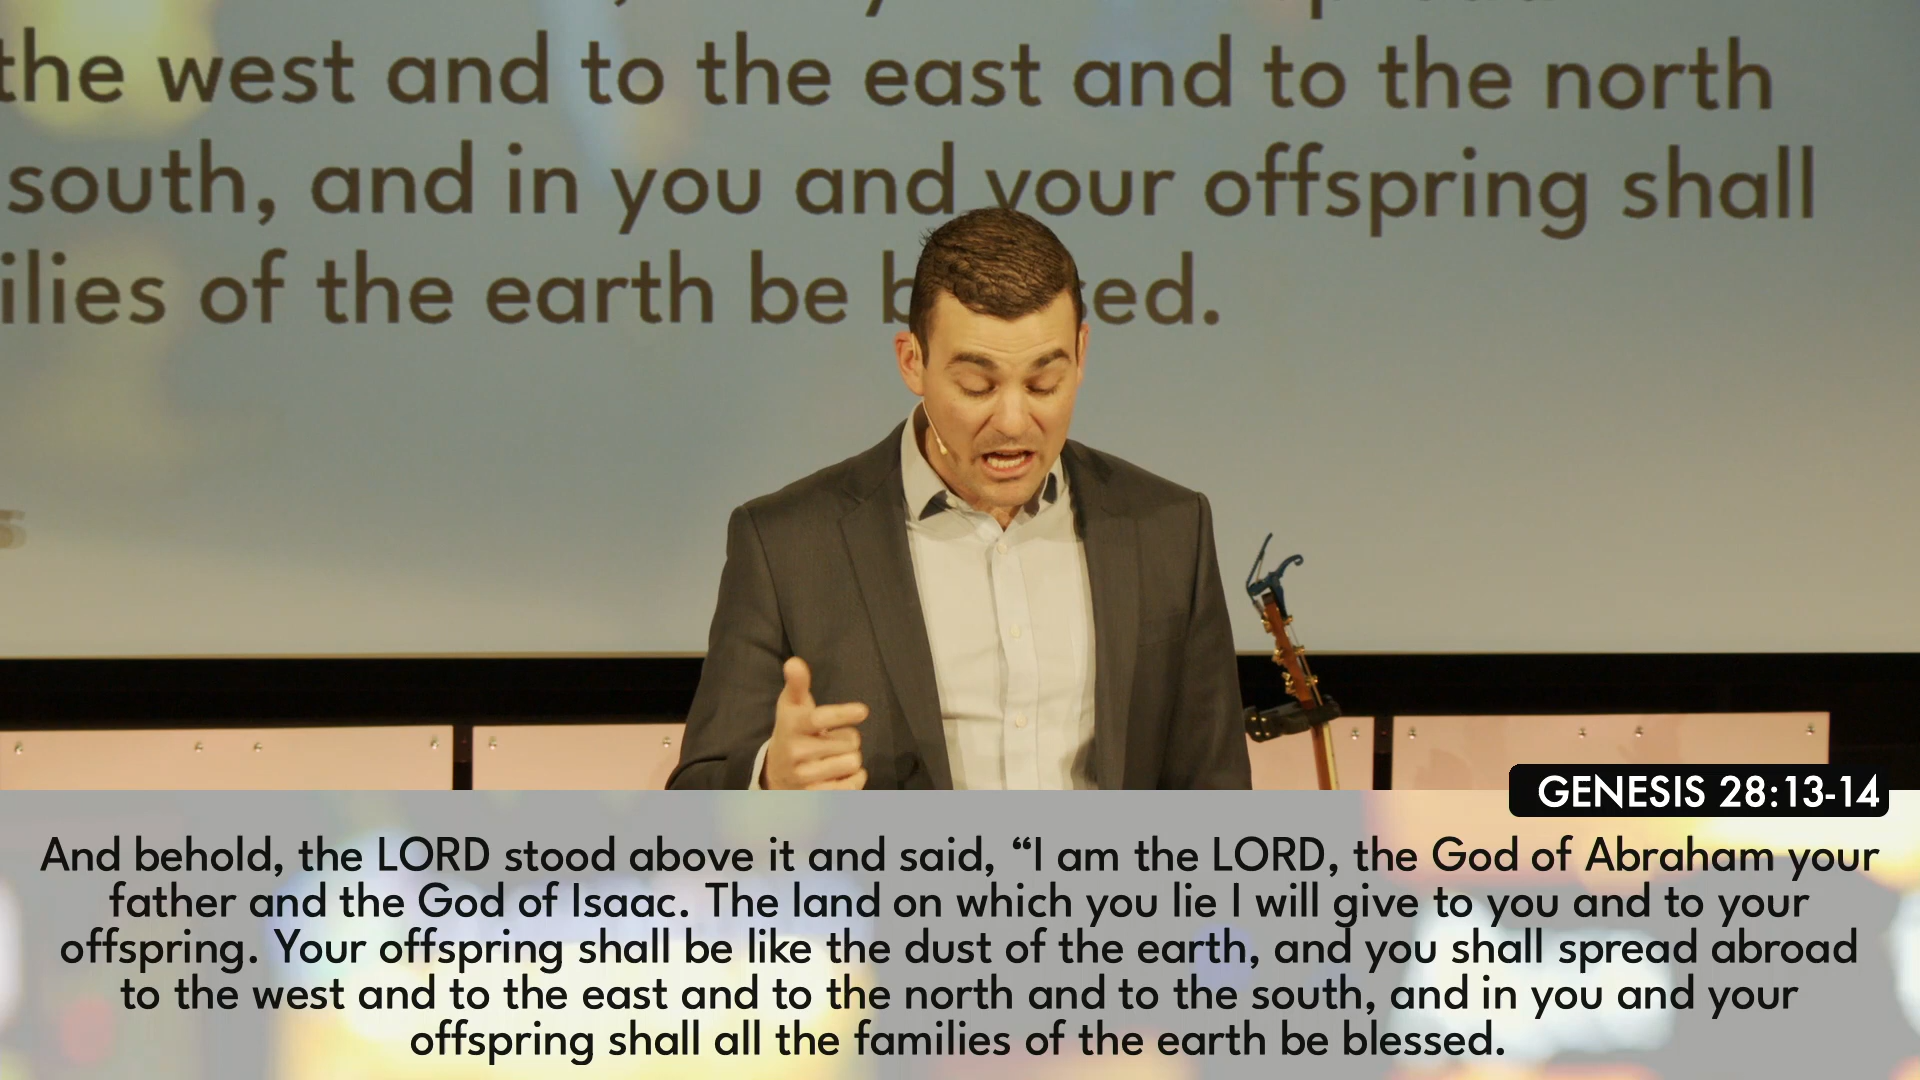 the west and to the east and to the north
south, and in you and your offspring shall
of the earth be
GENESIS 28:13-14
And behold, the LORD stood above it and said, “I am the LORD, the God of Abraham your
father and the God of Isaac. The land on which you lie I will give to you and to your
offspring. Your offspring shall be like the dust of the earth, and you shall spread abroad
to the west and to the east and to the north and to the south, and in you and your
offspring shall all the families of the earth be blessed.